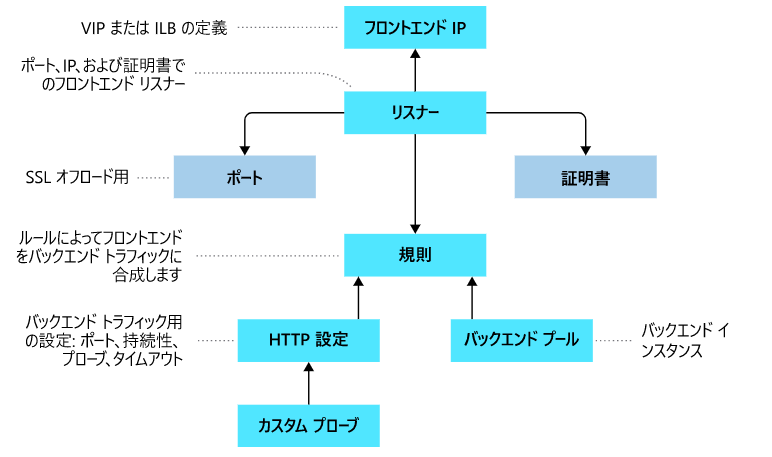 VIP または ILB の定義
フロントエンド IP
ポート、IP、および証明書で
のフロントエンド リスナー
リスナー
SSL オフロード用
ポート
証明書
ルールによってフロントエンド
をバックエンド トラフィックに
合成します
規則
バックエンド トラフィック用
の設定: ポート、持続性、
プローブ、タイムアウト
HTTP 設定
バックエンド プール
バックエンド イ
ンスタンス
カスタム プローブ